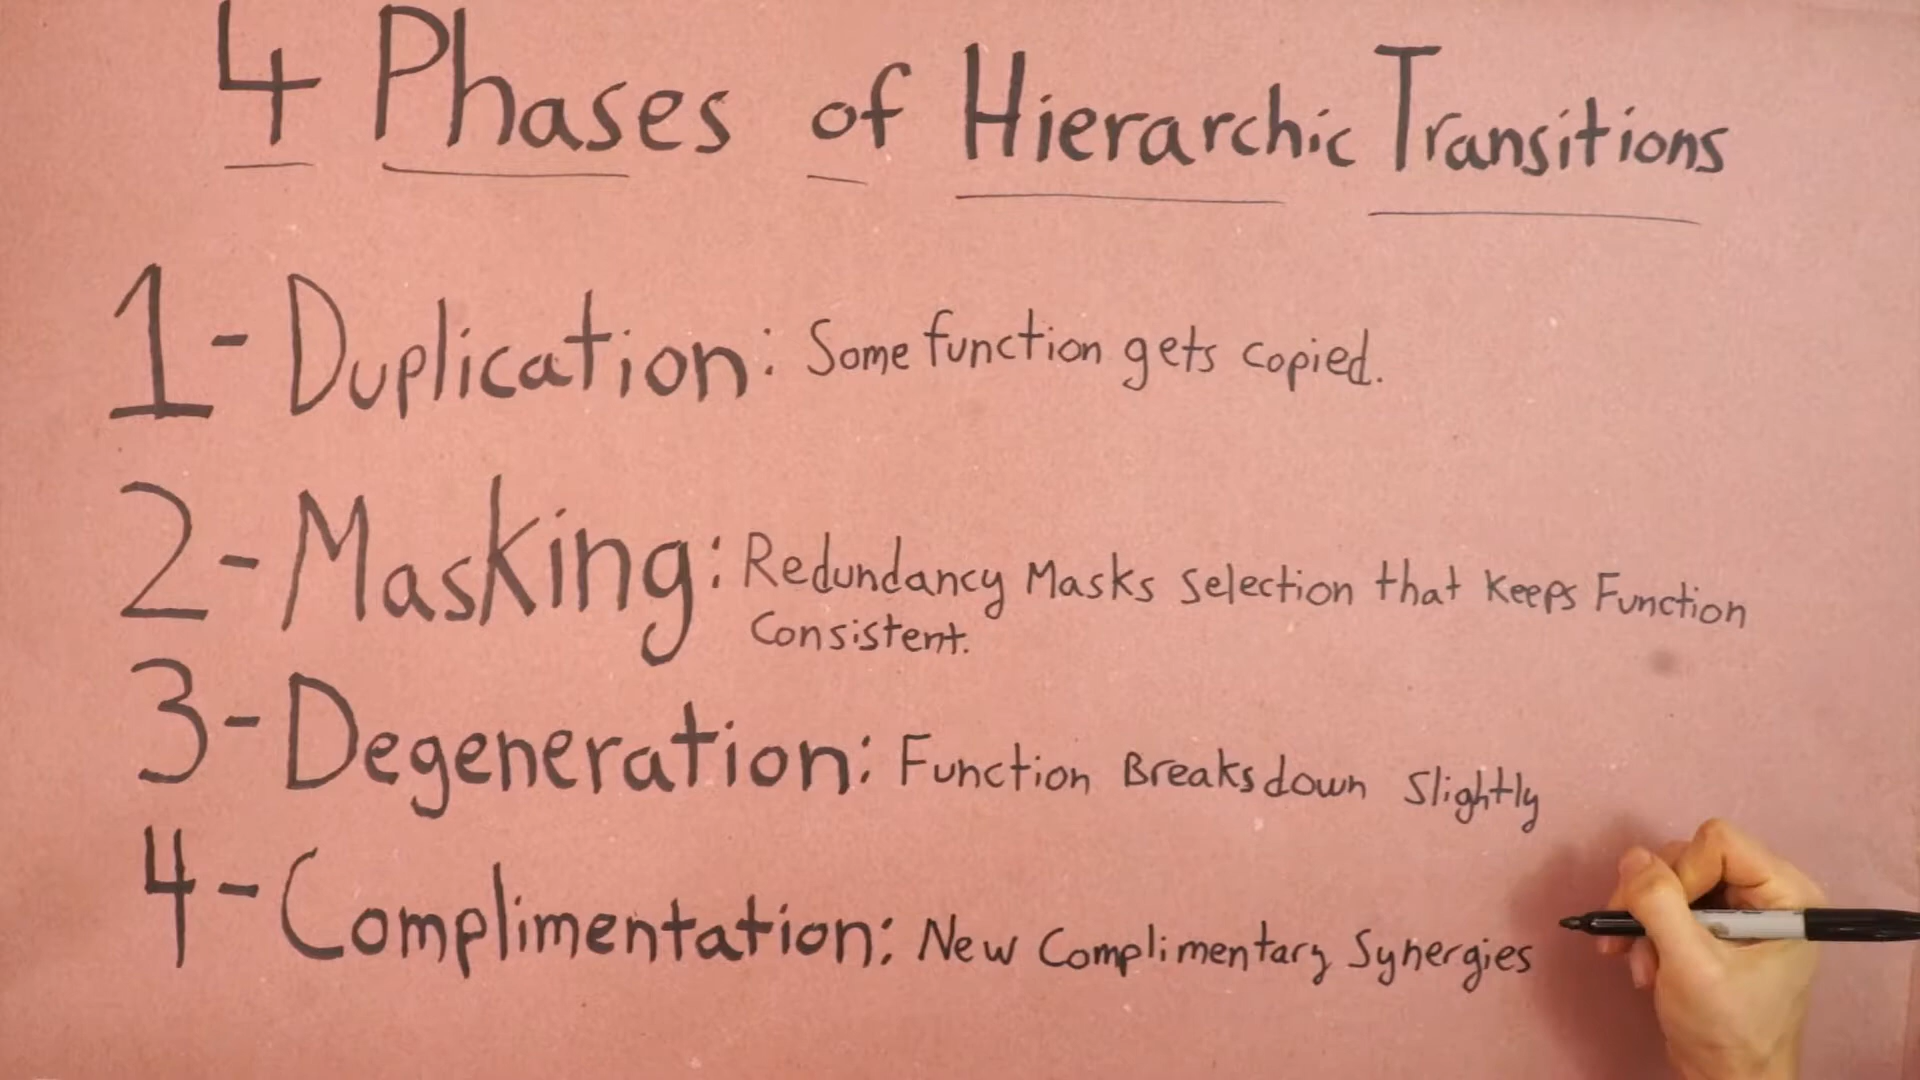 4 Phases of Hierarchic Transitions
1- Duplication: Some function gets copied.
2- Masking: Redundancy Masks Selection that Keeps Function
Consistent.
3- Degeneration: Function Breaks down Slightly
4- Complimentation: New Complimentary Synergies